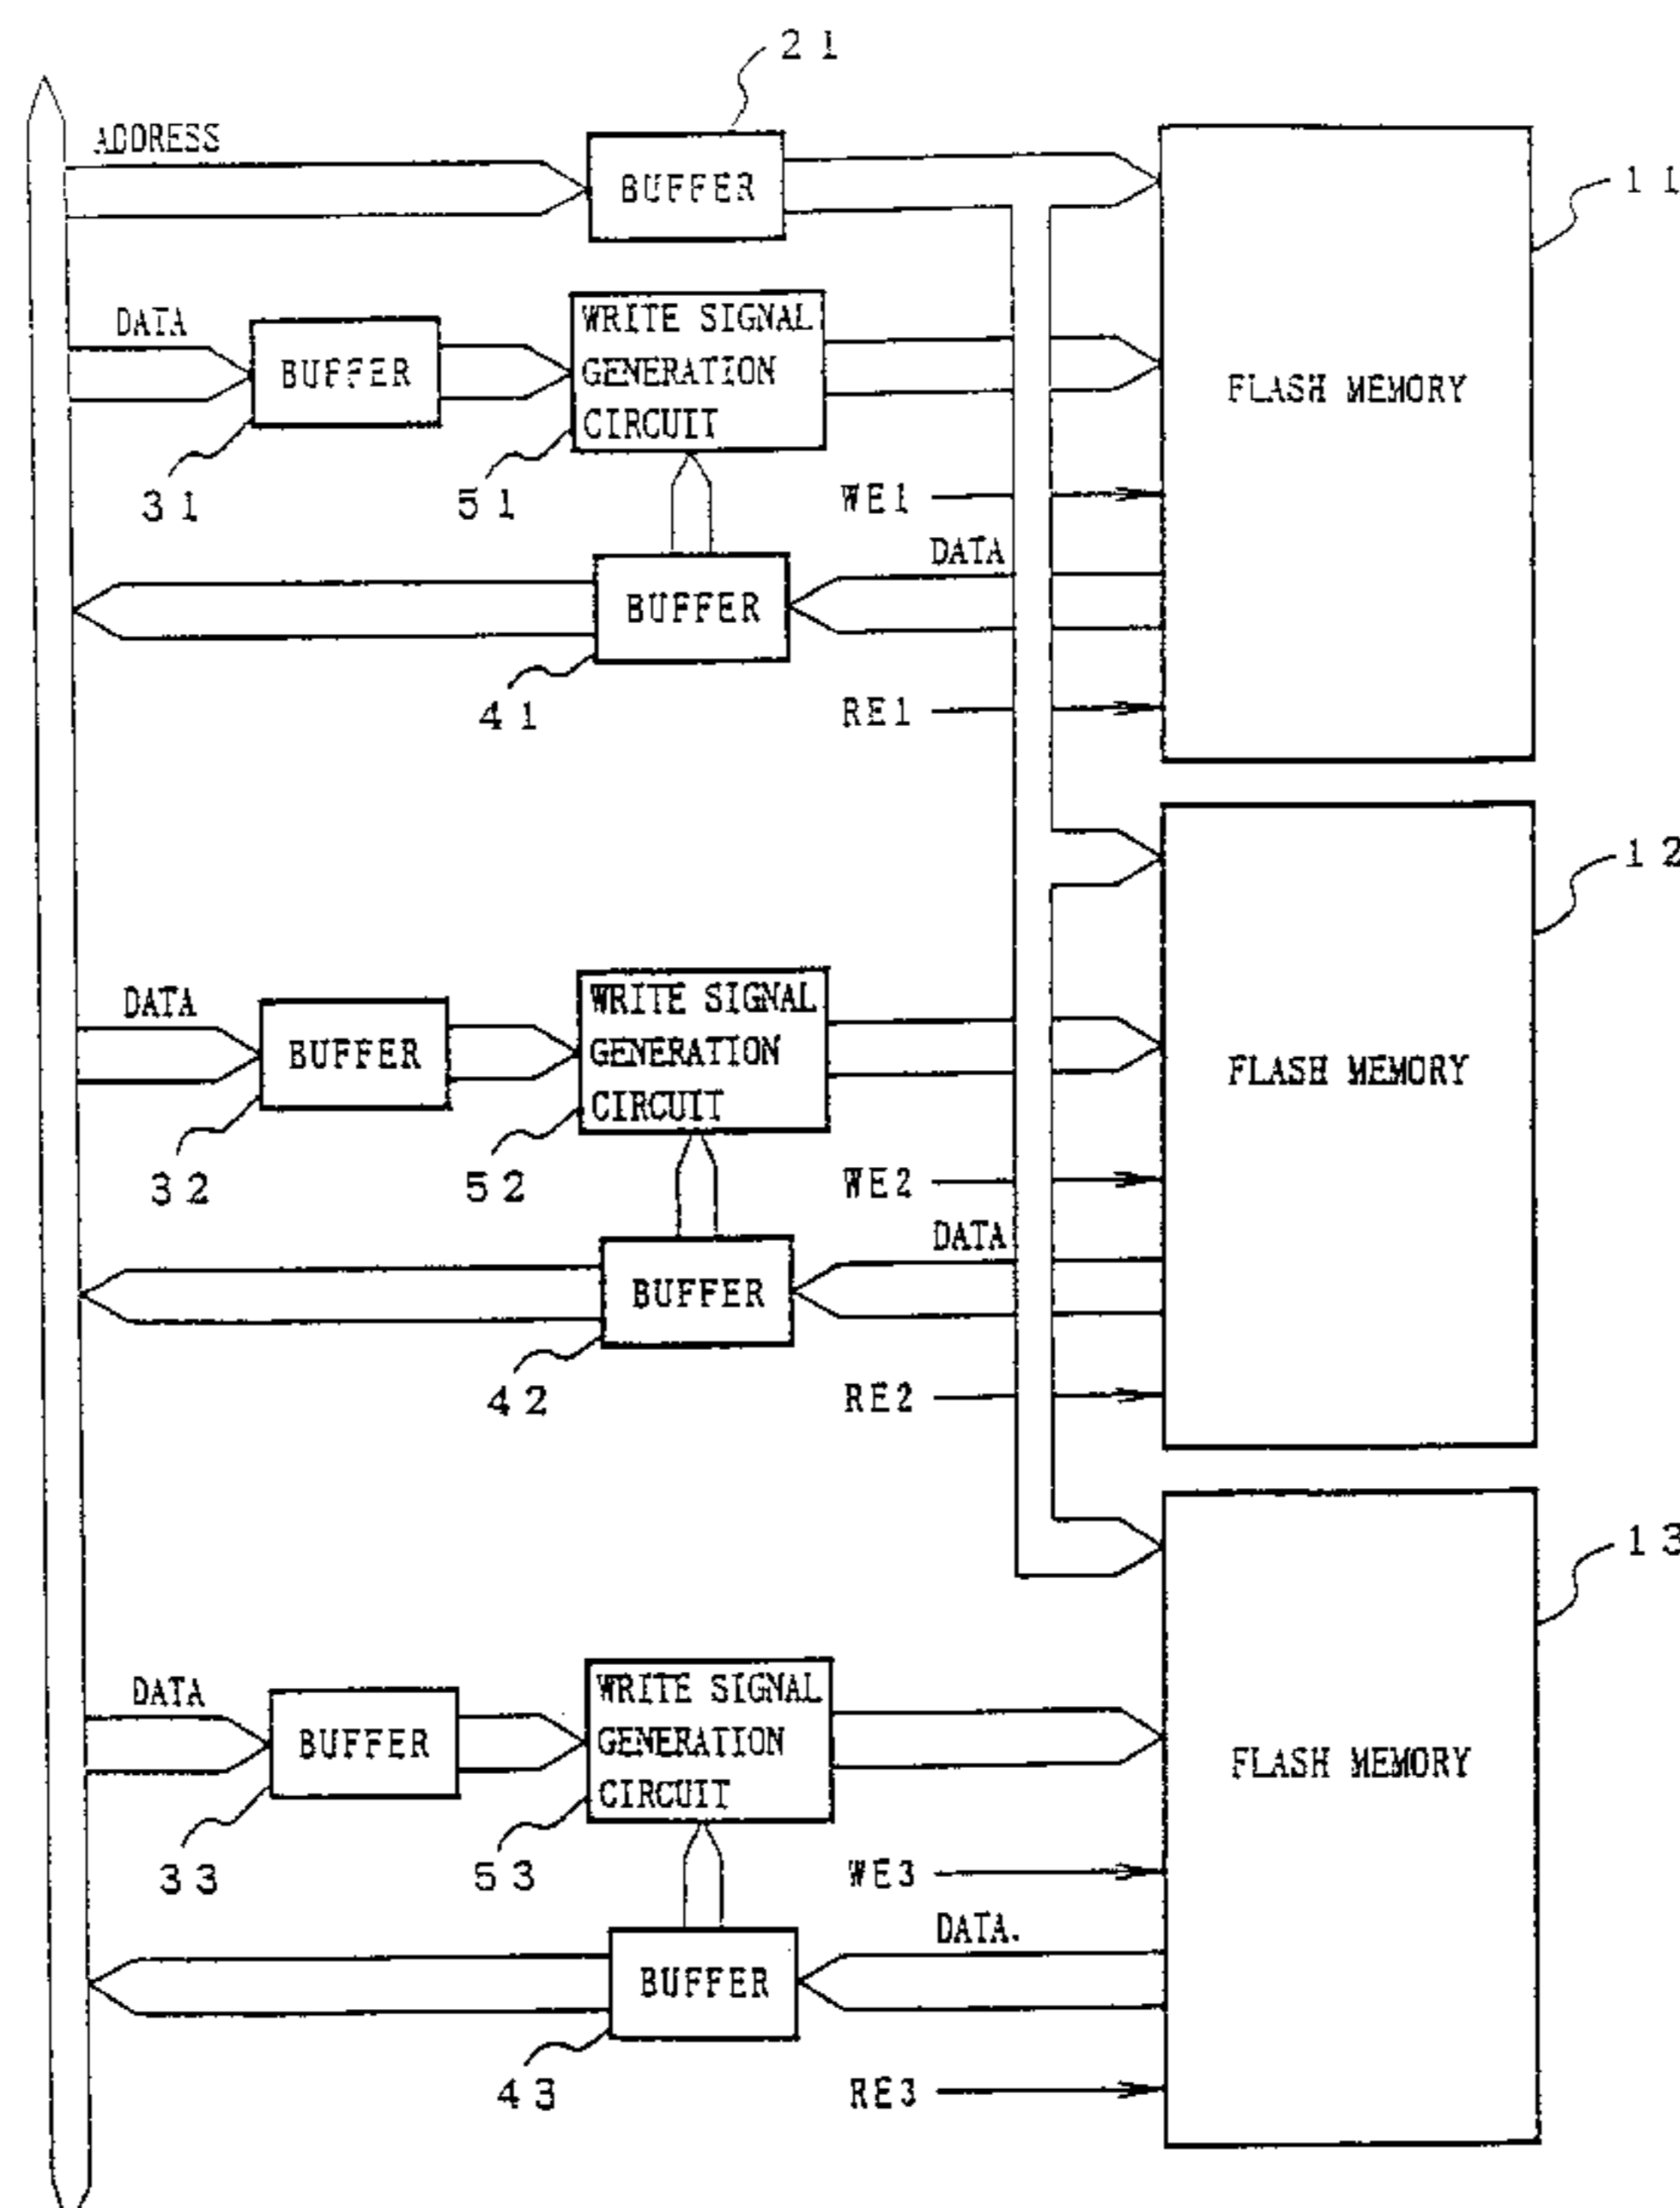 21
ADDRESS
BUFFER
11
DATA
BUFFER
WRITE SIGNAL
GENERATION
CIRCUIT
FLASH MEMORY
31
51
WE1
DATA
BUFFER
41
RE1
12
DATA
BUFFER
WRITE SIGNAL
GENERATION
CIRCUIT
FLASH MEMORY
32
52
WE2
DATA
BUFFER
42
RE2
13
DATA
BUFFER
WRITE SIGNAL
GENERATION
CIRCUIT
FLASH MEMORY
33
53
WE3
DATA.
BUFFER
43
RE3